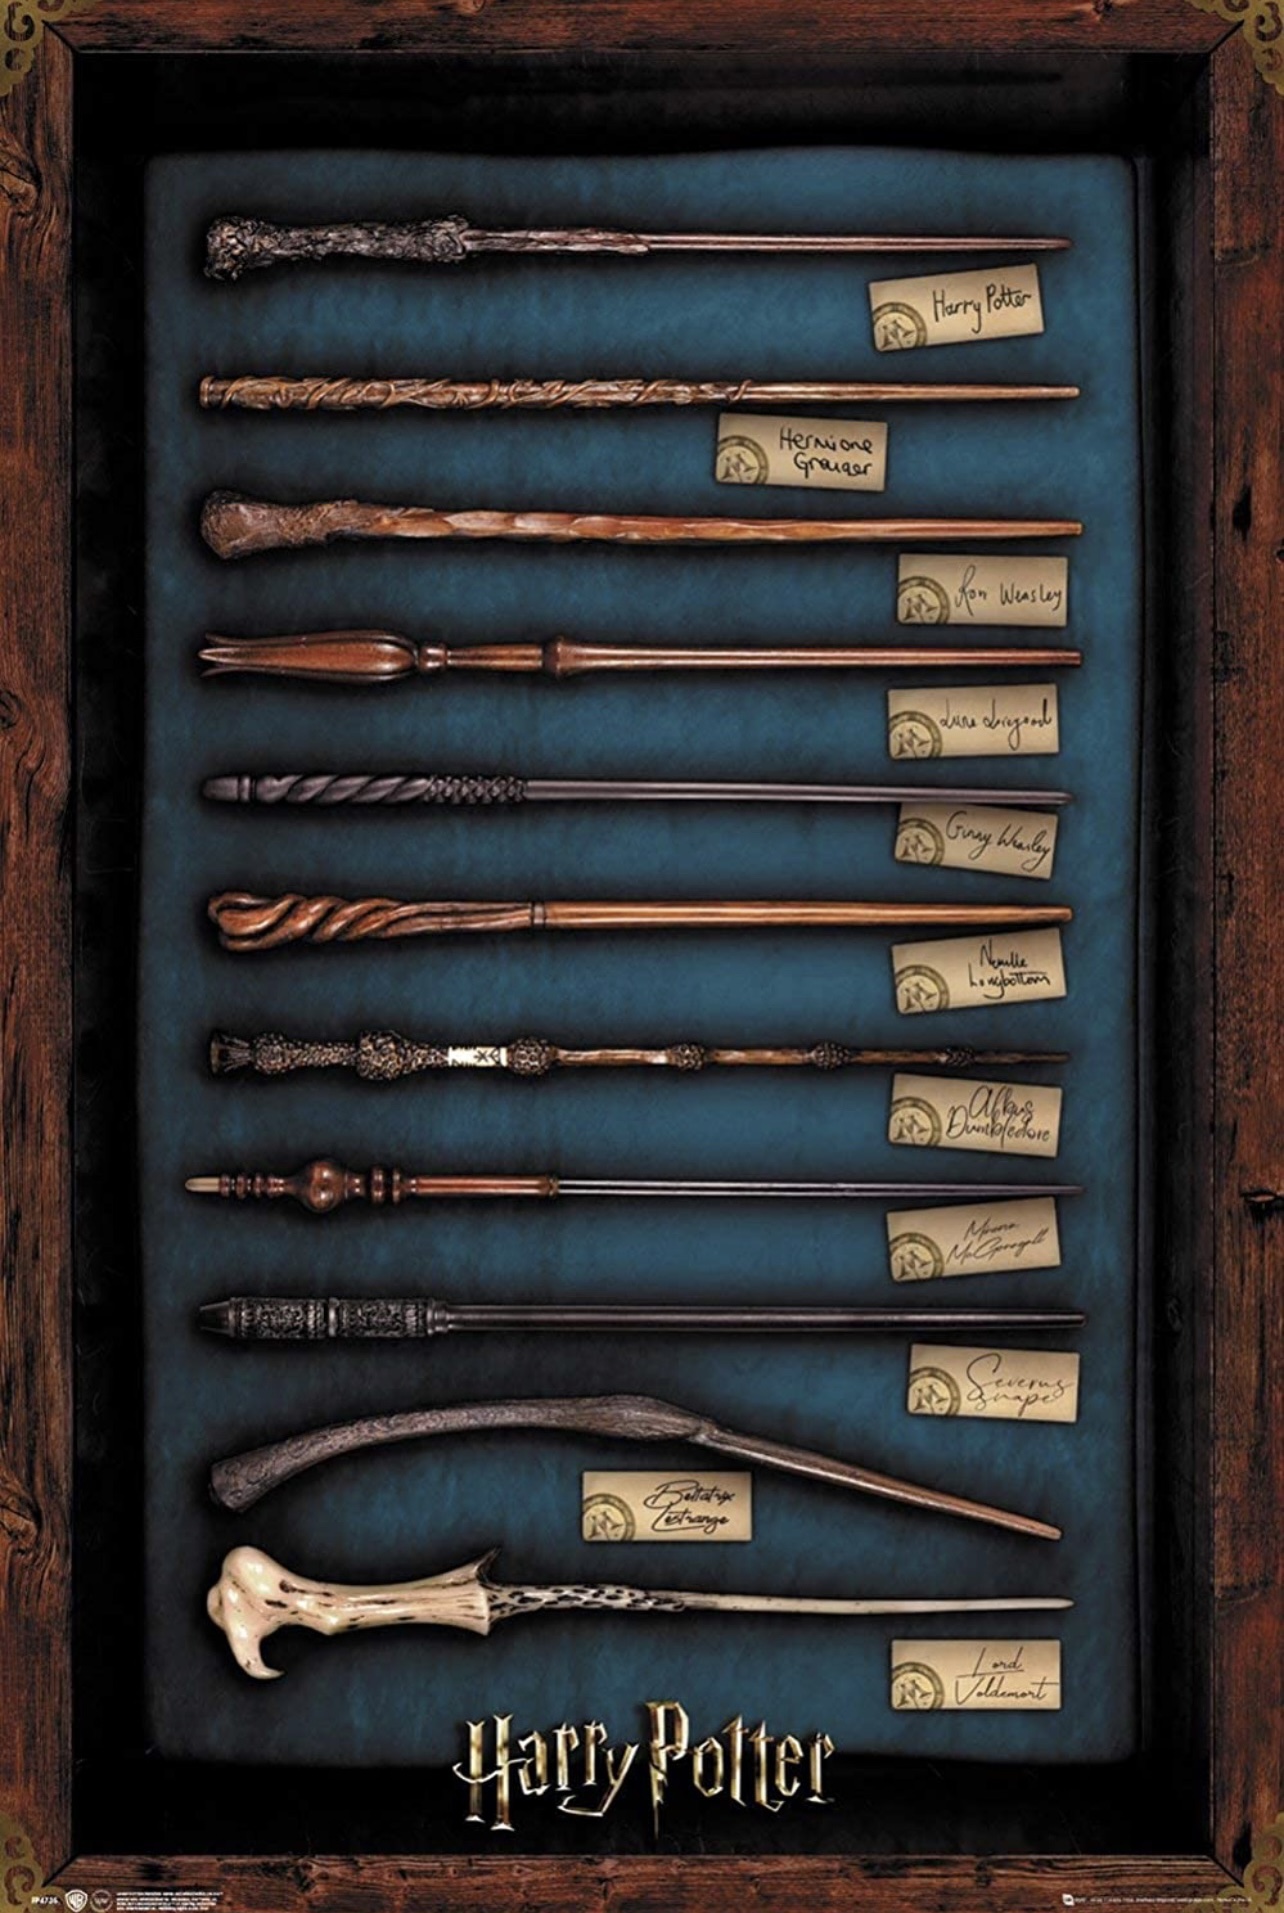 Harry Potter
Hermione
Granger
Ron Weasley
Luna Lovegood
Ginny Weasley
Neville
Longbottom
Albus
Dumbledore
Minerva
McGonagall
Severus
Snape
Bellatrix
Lestrange
Lord
Voldemort
Harry Potter